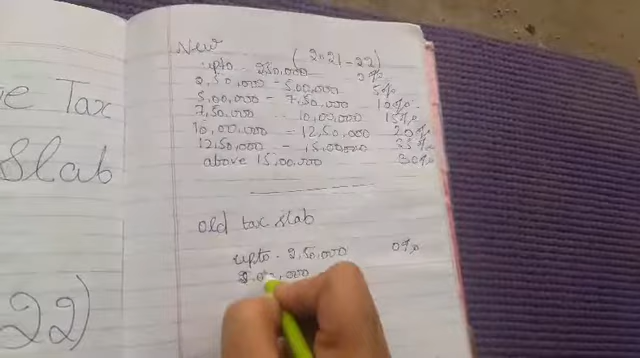 e Tax
Slab
22)
New
(2021-22)
upto 250,000 0%
2,50,000 - 5,00,000 5%
5,00,000 - 7,50,000 10%
7,50,000 10,00,000 15%
10,00,000 - 12,50,000 20%
12,50,000 - 15,00,000 25%
above 15,00,000 30%
old tax slab
upto - 2,50,000 0%